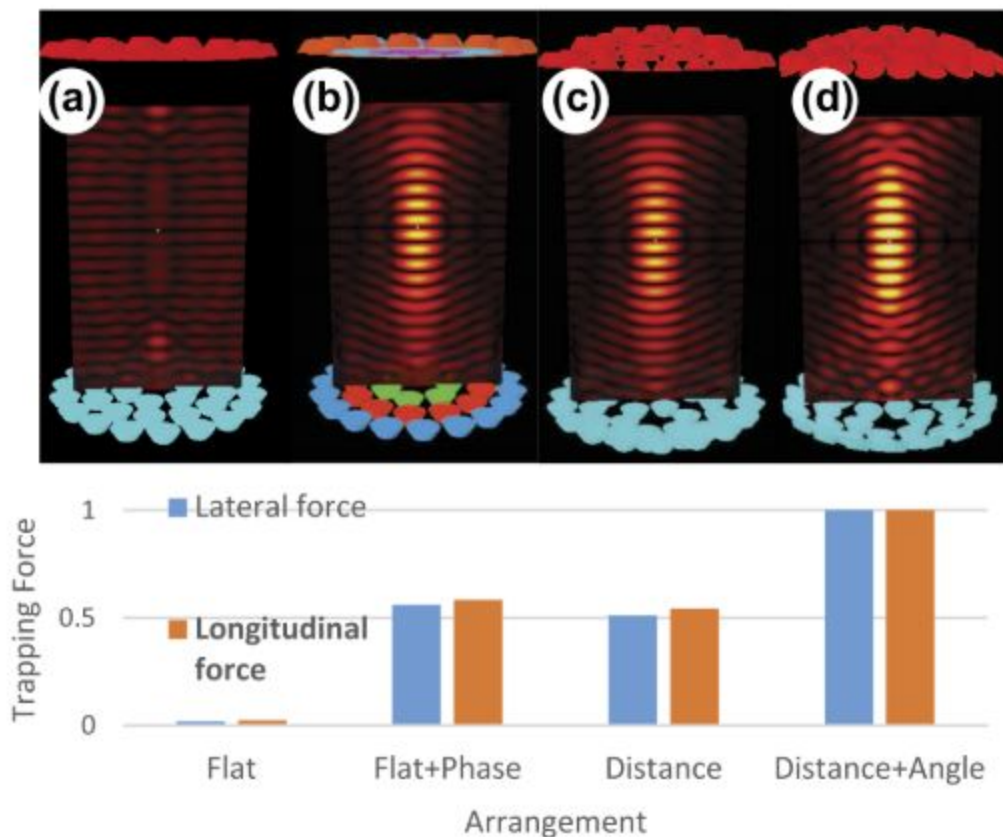 (a) (b) (c) (d)
1
Lateral force
0.5
Longitudinal
force
0
Trapping Force
Flat Flat+Phase Distance Distance+Angle
Arrangement